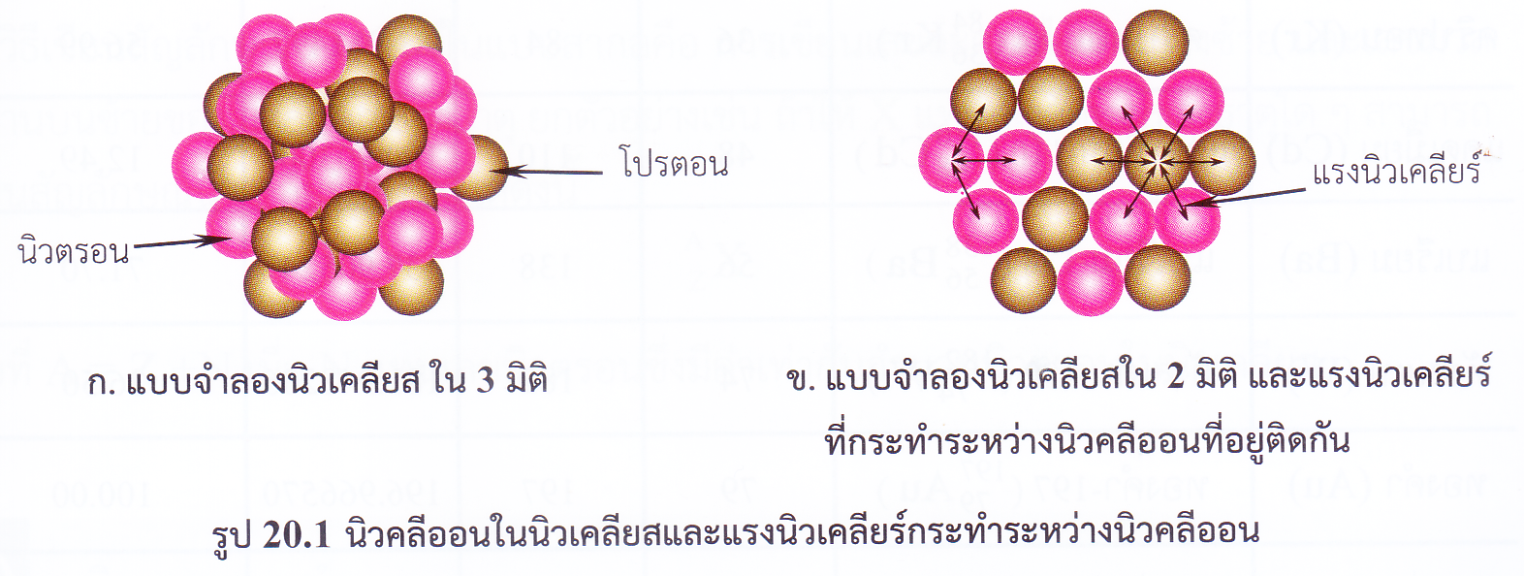 โปรตอน
นิวตรอน
แรงนิวเคลียร์
ก. แบบจำลองนิวเคลียส ใน 3 มิติ
ข. แบบจำลองนิวเคลียสใน 2 มิติ และแรงนิวเคลียร์
ที่กระทำระหว่างนิวคลีออนที่อยู่ติดกัน
รูป 20.1 นิวคลีออนในนิวเคลียสและแรงนิวเคลียร์กระทำระหว่างนิวคลีออน